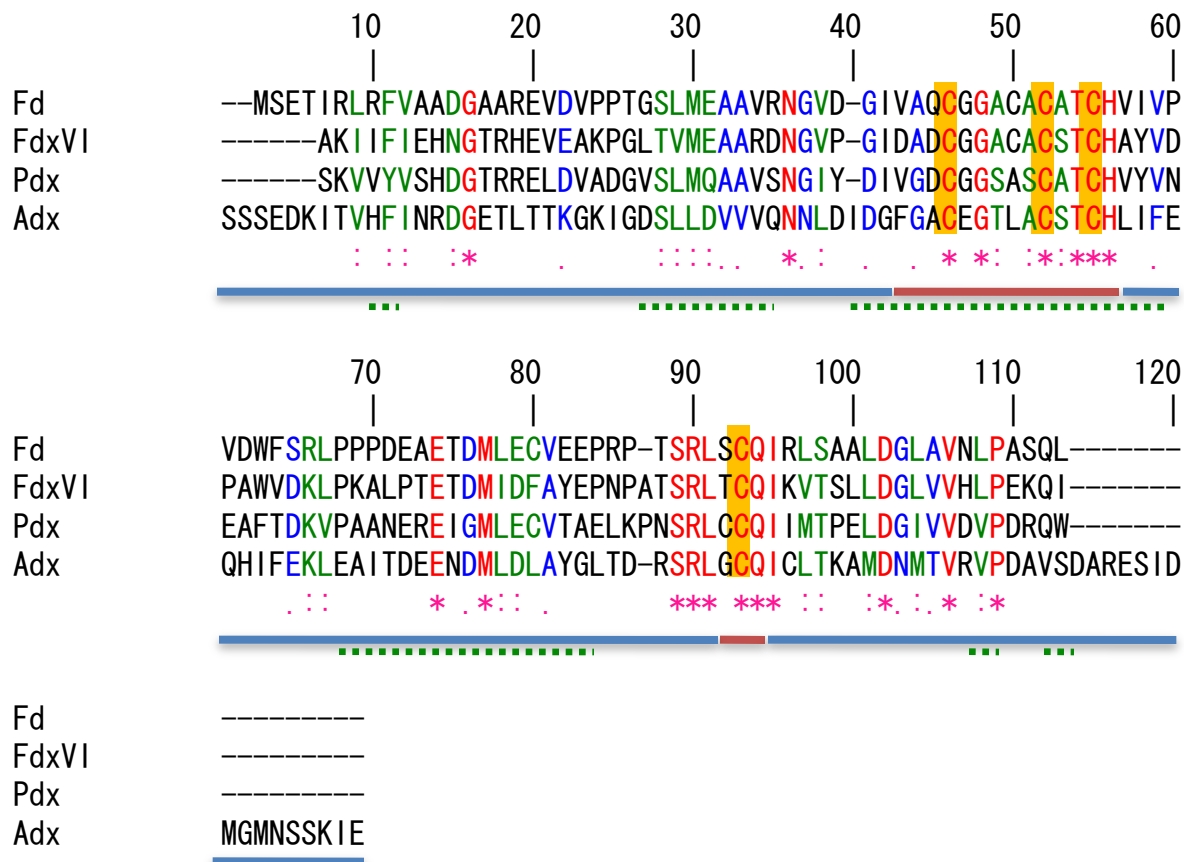 10 20 30 40 50 60
Fd --MSETIRLRFVAADGAAREVDVPPTGSLMEAAVRNGVD-GIVAQCGGACACATCHVIVP
FdxVI ------AKIIFIEHNGTRHEVEAKPGLTVMEAARDNGVP-GIDADCGGACACSTCHAYVD
Pdx ------SKVVYVSHDGTRRELDVADGVSLMQAAVSNGIY-DIVGDCGGSASCATCHVYVN
Adx SSSEDKITVHFINRDGETLTTKGKIGDSLLDVVVQNNLDIDGFGACEGTLACSTCHLIFE
: :: :* . ::::.. *.: . . * *: :*:*** .
70 80 90 100 110 120
Fd VDWFSRLPPPDEAETDMLECVEEPRP-TSRLSCQIRLSAALDGLAVNLPASQL-------
FdxVI PAWVDKLPKALPTETDMIDFAYEPNPATSRLTCQIKVTSLLDGLVVHLPEKQI-------
Pdx EAFTDKVPAANEREIGMLECVTAELKPNSRLCCQIIMTPELDGIVVDVPDRQW-------
Adx QHIFEKLEAITDEENDMLDLAYGLTD-RSRLGCQICLTKAMDNMTVRVPDAVSDARESID
.:: * .*:: . *** *** :: :*.:.* :*
Fd ---------
FdxVI ---------
Pdx ---------
Adx MGMNSSKIE